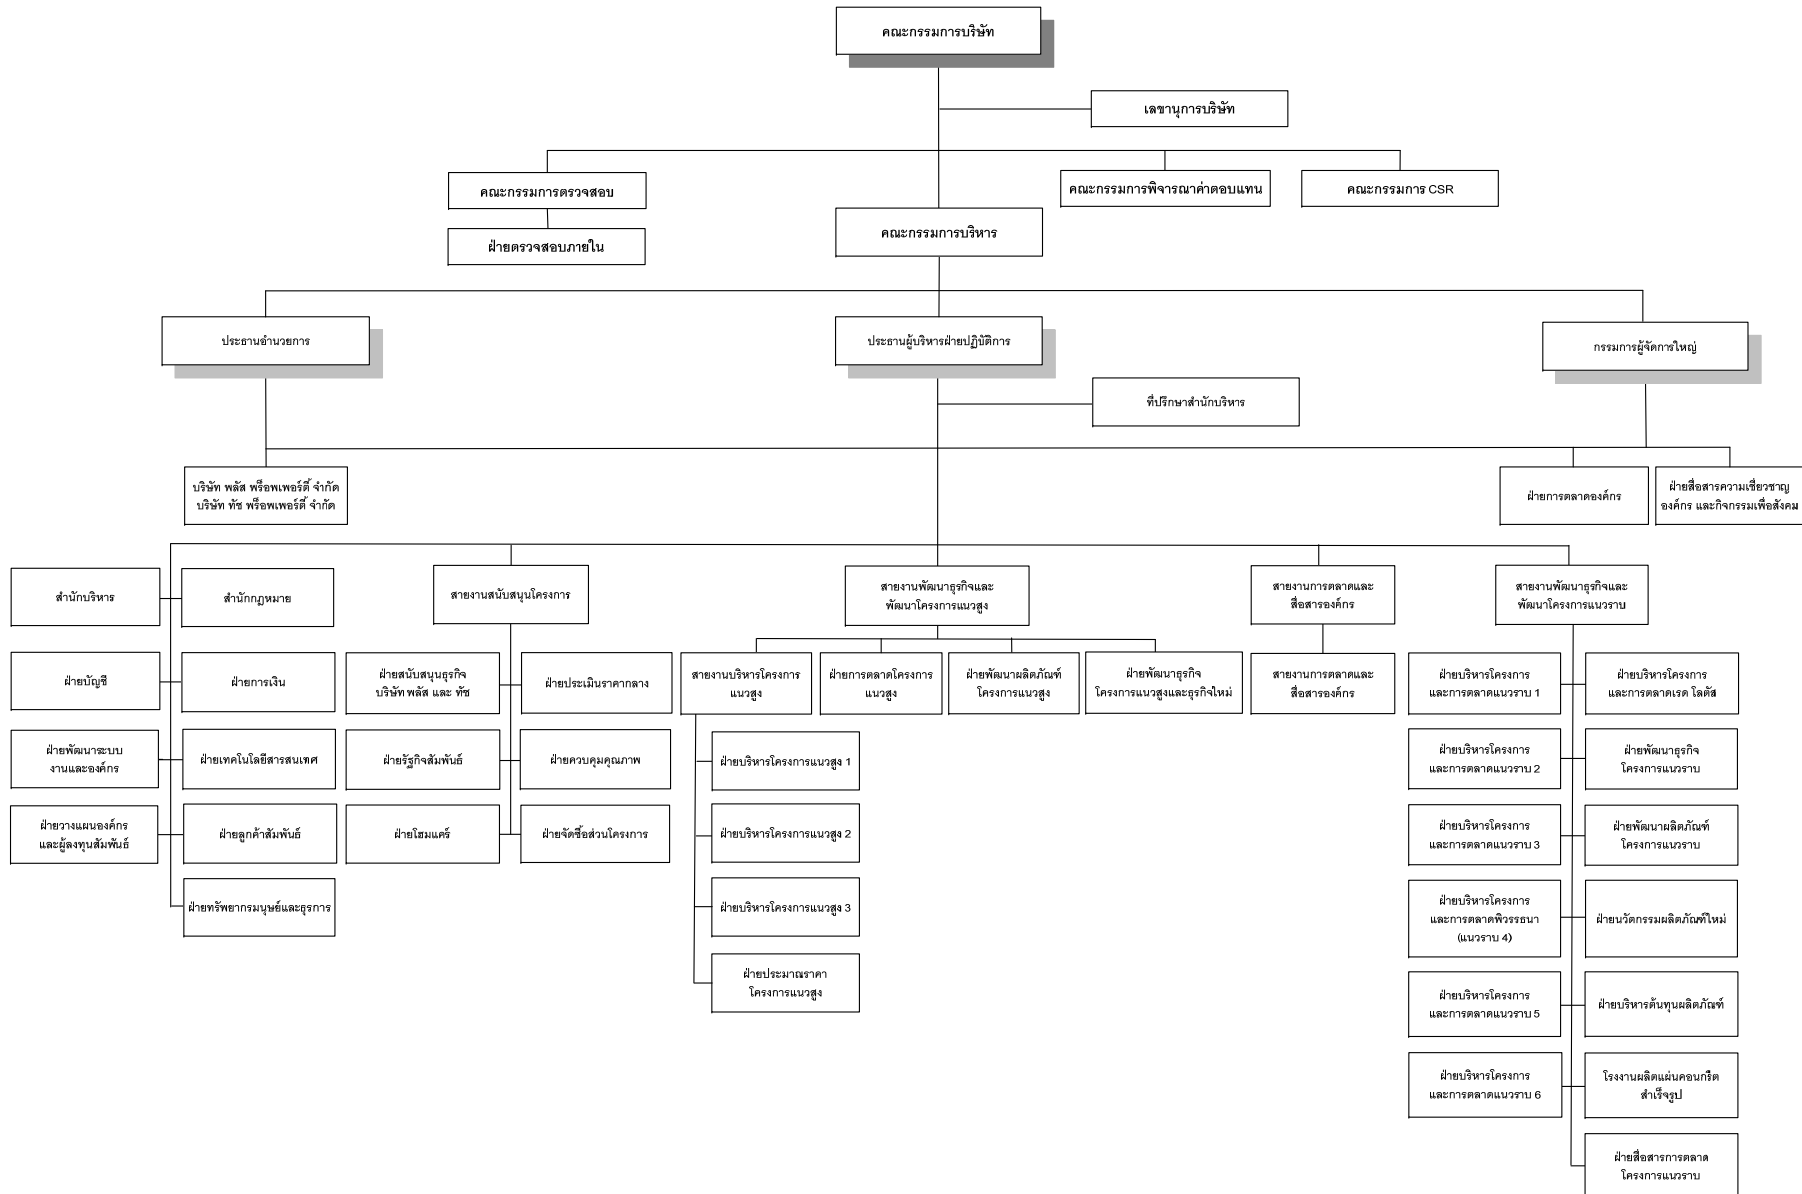 คณะกรรมการบริษัท
เลขานุการบริษัท
คณะกรรมการตรวจสอบ
คณะกรรมการพิจารณาค่าตอบแทน
คณะกรรมการ CSR
คณะกรรมการบริหาร
ฝ่ายตรวจสอบภายใน
ประธานอำนวยการ
ประธานผู้บริหารฝ่ายปฏิบัติการ
กรรมการผู้จัดการใหญ่
ที่ปรึกษาสำนักบริหาร
บริษัท พลัส พร็อพเพอร์ตี้ จำกัด
บริษัท ทัช พร็อพเพอร์ตี้ จำกัด
ฝ่ายการตลาดองค์กร
ฝ่ายสื่อสารความเชี่ยวชาญ
องค์กร และกิจกรรมเพื่อสังคม
สำนักบริหาร
สำนักกฎหมาย
สายงานสนับสนุนโครงการ
สายงานพัฒนาธุรกิจและ
พัฒนาโครงการแนวสูง
สายงานการตลาดและ
สื่อสารองค์กร
สายงานพัฒนาธุรกิจและ
พัฒนาโครงการแนวราบ
ฝ่ายบัญชี
ฝ่ายการเงิน
ฝ่ายสนับสนุนธุรกิจ
บริษัท พลัส และ ทัช
ฝ่ายประเมินราคากลาง
สายงานบริหารโครงการ
แนวสูง
ฝ่ายการตลาดโครงการ
แนวสูง
ฝ่ายพัฒนาผลิตภัณฑ์
โครงการแนวสูง
ฝ่ายพัฒนาธุรกิจ
โครงการแนวสูงและธุรกิจใหม่
สายงานการตลาดและ
สื่อสารองค์กร
ฝ่ายบริหารโครงการ
และการตลาดแนวราบ 1
ฝ่ายบริหารโครงการ
และการตลาดเรด โลตัส
ฝ่ายพัฒนาระบบ
งานและองค์กร
ฝ่ายเทคโนโลยีสารสนเทศ
ฝ่ายรัฐกิจสัมพันธ์
ฝ่ายควบคุมคุณภาพ
ฝ่ายบริหารโครงการแนวสูง 1
ฝ่ายบริหารโครงการ
และการตลาดแนวราบ 2
ฝ่ายพัฒนาธุรกิจ
โครงการแนวราบ
ฝ่ายวางแผนองค์กร
และผู้ลงทุนสัมพันธ์
ฝ่ายลูกค้าสัมพันธ์
ฝ่ายโฮมแคร์
ฝ่ายจัดซื้อส่วนโครงการ
ฝ่ายบริหารโครงการแนวสูง 2
ฝ่ายบริหารโครงการ
และการตลาดแนวราบ 3
ฝ่ายพัฒนาผลิตภัณฑ์
โครงการแนวราบ
ฝ่ายทรัพยากรมนุษย์และธุรการ
ฝ่ายบริหารโครงการแนวสูง 3
ฝ่ายบริหารโครงการ
และการตลาดพิวรรธนา
(แนวราบ 4)
ฝ่ายนวัตกรรมผลิตภัณฑ์ใหม่
ฝ่ายประมาณราคา
โครงการแนวสูง
ฝ่ายบริหารโครงการ
และการตลาดแนวราบ 5
ฝ่ายบริหารต้นทุนผลิตภัณฑ์
ฝ่ายบริหารโครงการ
และการตลาดแนวราบ 6
โรงงานผลิตแผ่นคอนกรีต
สำเร็จรูป
ฝ่ายสื่อสารการตลาด
โครงการแนวราบ